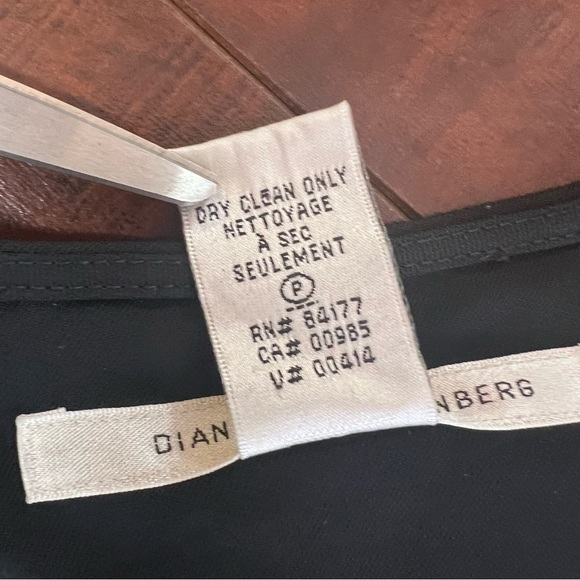 DRY CLEAN ONLY
NETTOYAGE
À SEC
SEULEMENT
P
RN# 84177
CA# 00985
V# 00414
DIAN NBERG